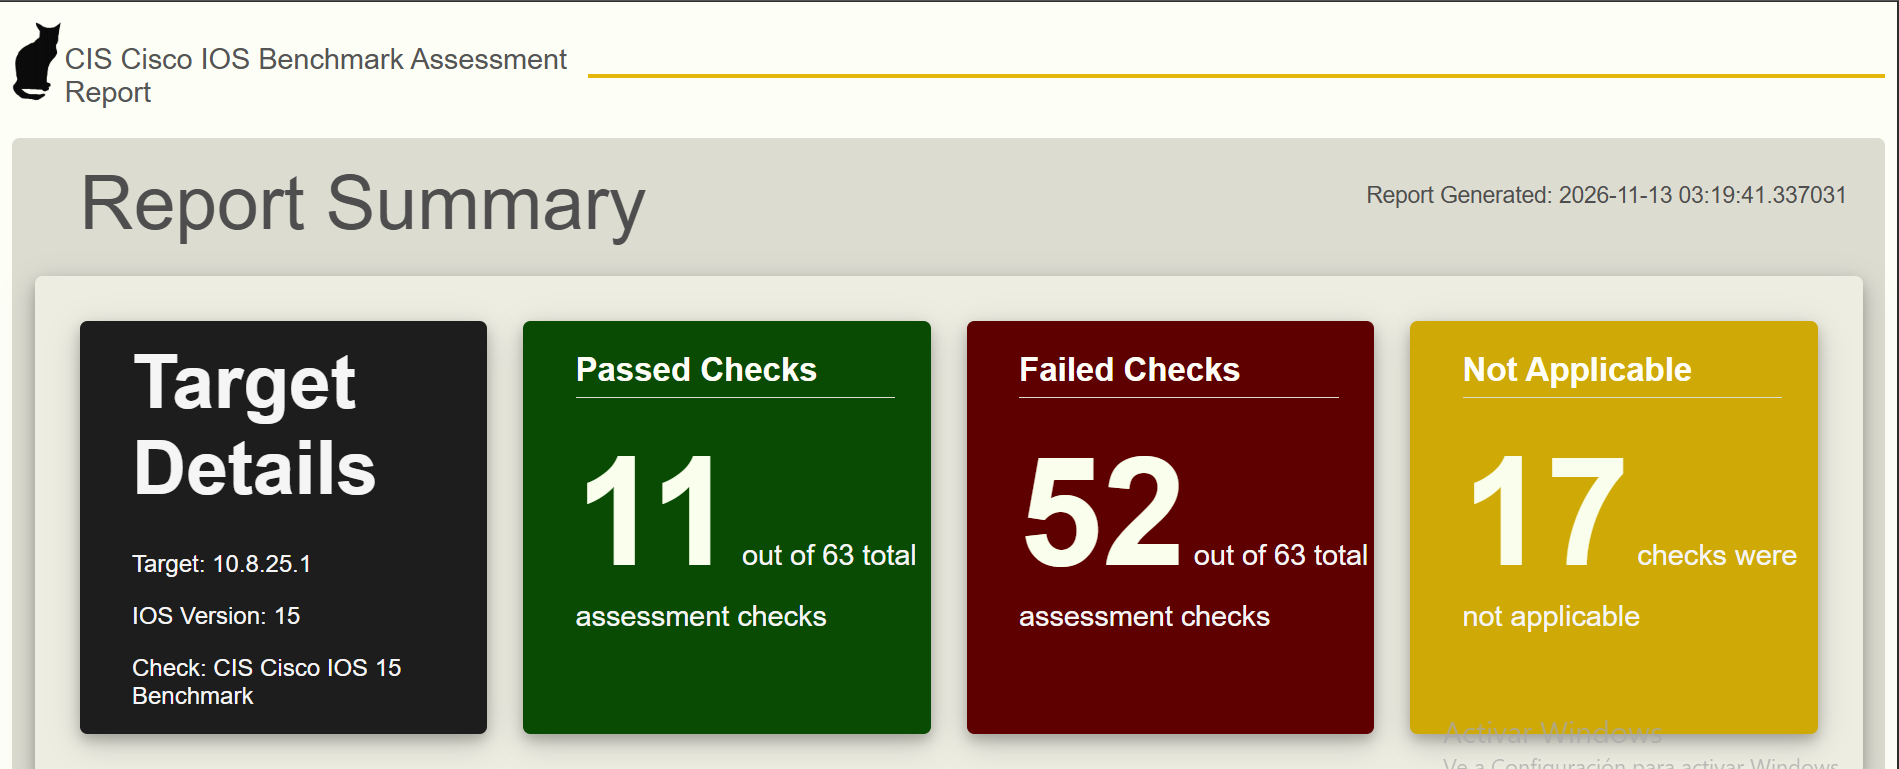 CIS Cisco IOS Benchmark Assessment
Report
Report Summary
Report Generated: 2026-11-13 03:19:41.337031
Target
Details
Target: 10.8.25.1
IOS Version: 15
Check: CIS Cisco IOS 15
Benchmark
Passed Checks
11 out of 63 total
assessment checks
Failed Checks
52 out of 63 total
assessment checks
Not Applicable
17 checks were
not applicable
Activar Windows
Ve a Configuración para activar Windows